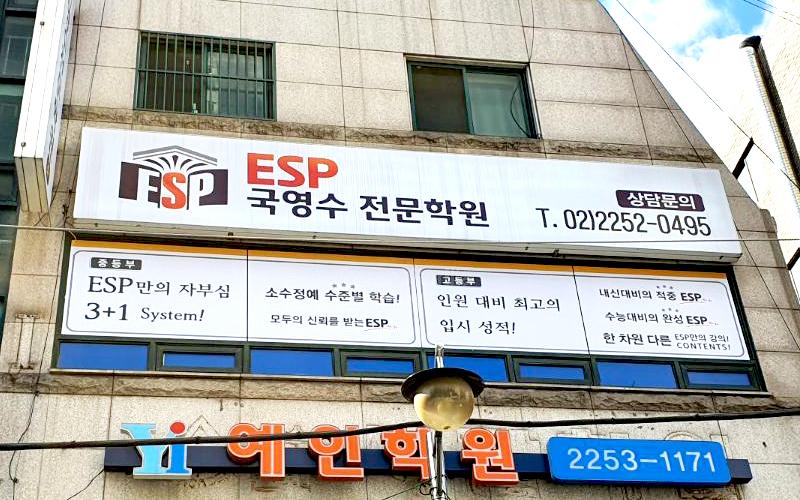 ESP
ESP
국영수 전문학원
상담문의
T. 02)2252-0495
중등부
ESP만의 자부심
3+1 System!
소수정예 수준별 학습!
모두의 신뢰를 받는 ESP
고등부
인원 대비 최고의
입시 성적!
내신대비의 적중 ESP
수능대비의 완성 ESP
한 차원 다른 ESP만의 강의! CONTENTS!
Yi 예인학원
2253-1171